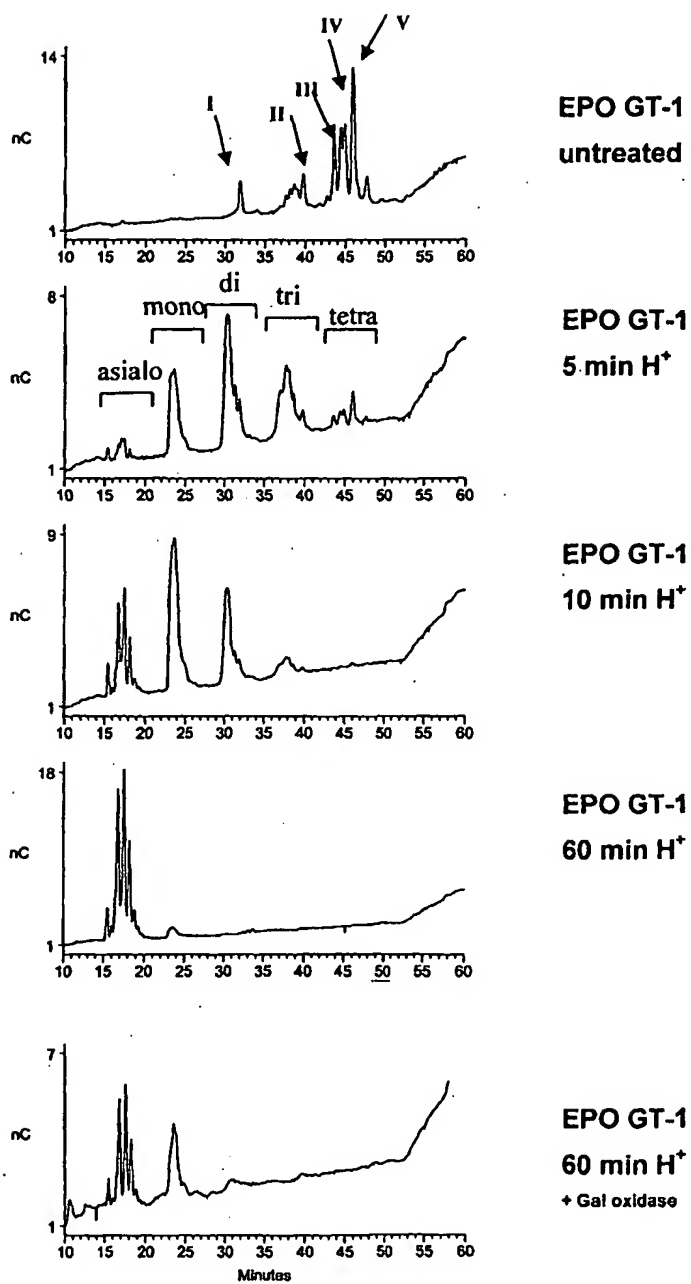 I
II
III
IV
V
14
nC
1
10 15 20 25 30 35 40 45 50 55 60
EPO GT-1
untreated
asialo
mono
di
tri
tetra
8
nC
1
10 15 20 25 30 35 40 45 50 55 60
EPO GT-1
5 min H⁺
9
nC
1
10 15 20 25 30 35 40 45 50 55 60
EPO GT-1
10 min H⁺
18
nC
1
10 15 20 25 30 35 40 45 50 55 60
EPO GT-1
60 min H⁺
7
nC
1
10 15 20 25 30 35 40 45 50 55 60
Minutes
EPO GT-1
60 min H⁺
+ Gal oxidase